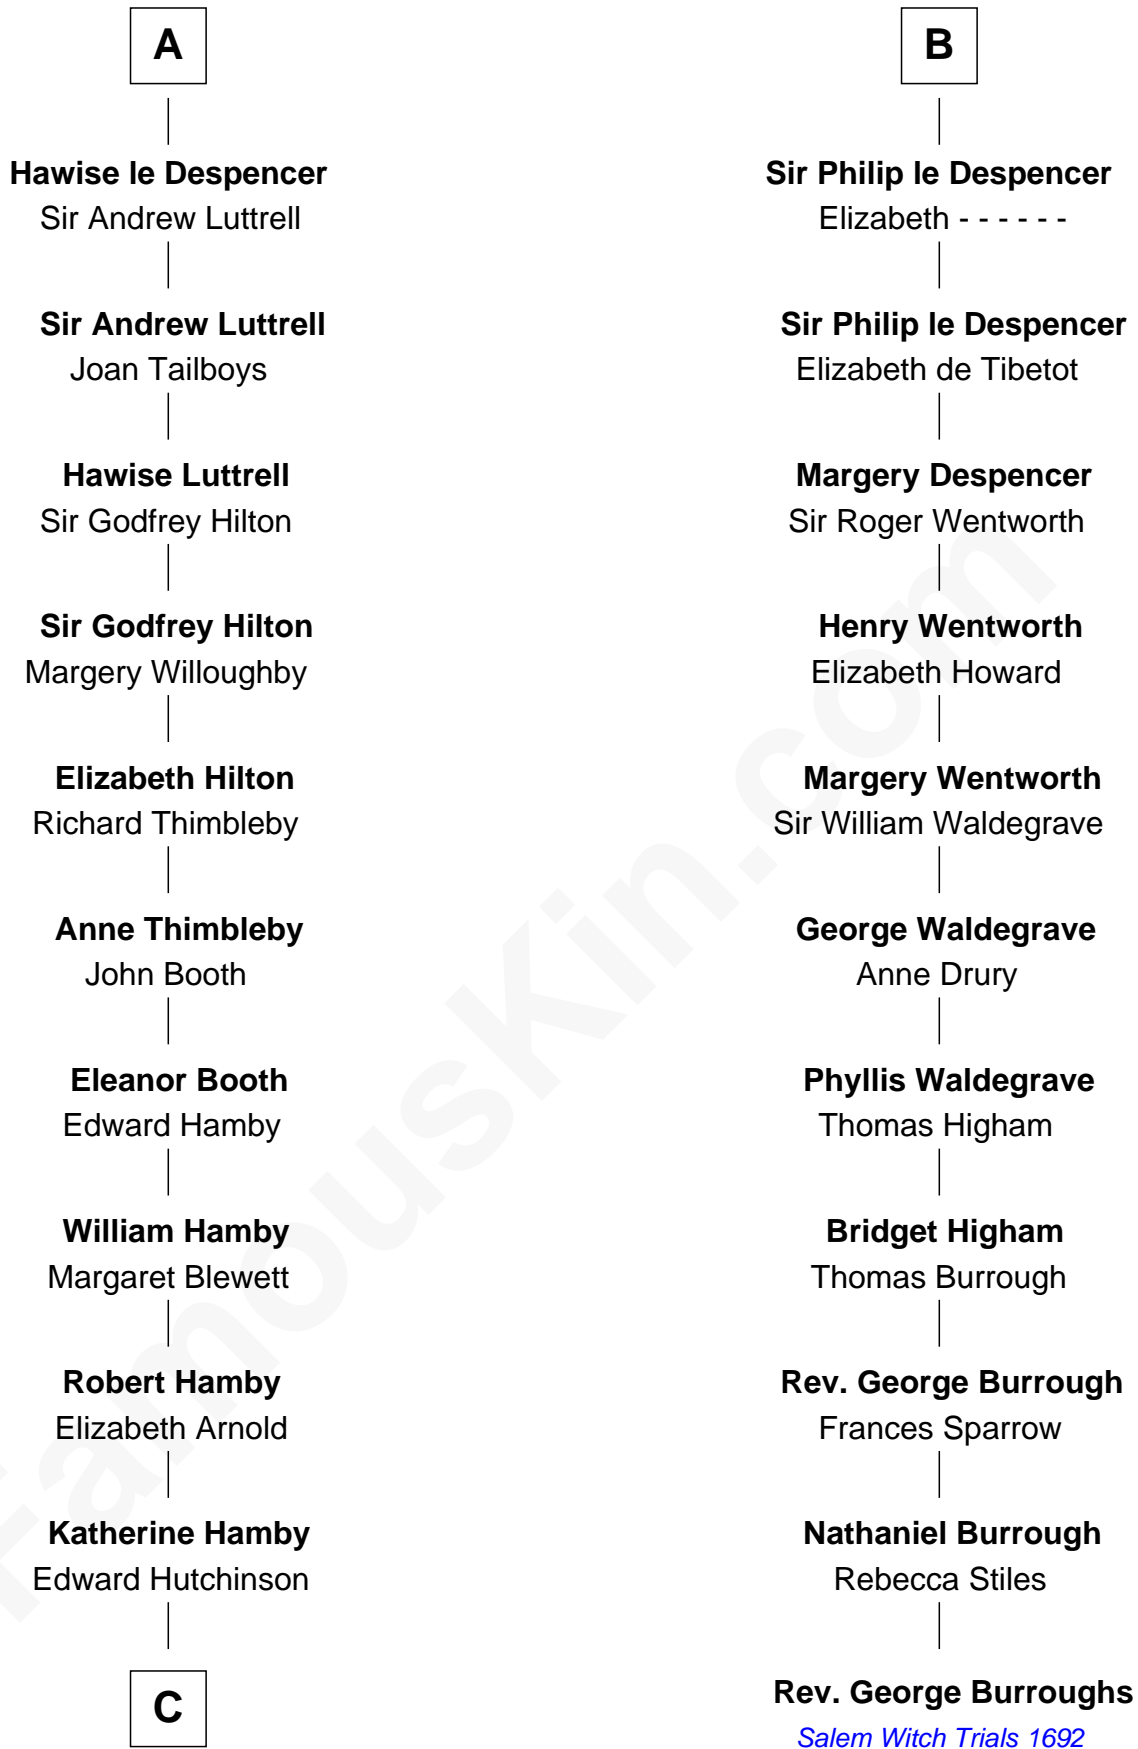 A
Hawise le Despencer
Sir Andrew Luttrell
Sir Andrew Luttrell
Joan Tailboys
Hawise Luttrell
Sir Godfrey Hilton
Sir Godfrey Hilton
Margery Willoughby
Elizabeth Hilton
Richard Thimbleby
Anne Thimbleby
John Booth
Eleanor Booth
Edward Hamby
William Hamby
Margaret Blewett
Robert Hamby
Elizabeth Arnold
Katherine Hamby
Edward Hutchinson
C
B
Sir Philip le Despencer
Elizabeth - - - - - -
Sir Philip le Despencer
Elizabeth de Tibetot
Margery Despencer
Sir Roger Wentworth
Henry Wentworth
Elizabeth Howard
Margery Wentworth
Sir William Waldegrave
George Waldegrave
Anne Drury
Phyllis Waldegrave
Thomas Higham
Bridget Higham
Thomas Burrough
Rev. George Burrough
Frances Sparrow
Nathaniel Burrough
Rebecca Stiles
Rev. George Burroughs
Salem Witch Trials 1692
FamousKin.com